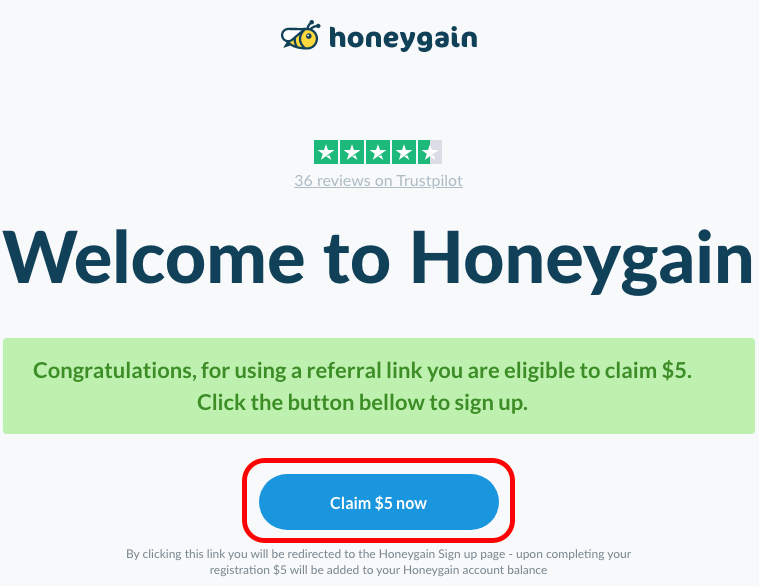 honeygain
36 reviews on Trustpilot
Welcome to Honeygain
Congratulations, for using a referral link you are eligible to claim $5.
Click the button bellow to sign up.
Claim $5 now
By clicking this link you will be redirected to the Honeygain Sign up page - upon completing your
registration $5 will be added to your Honeygain account balance